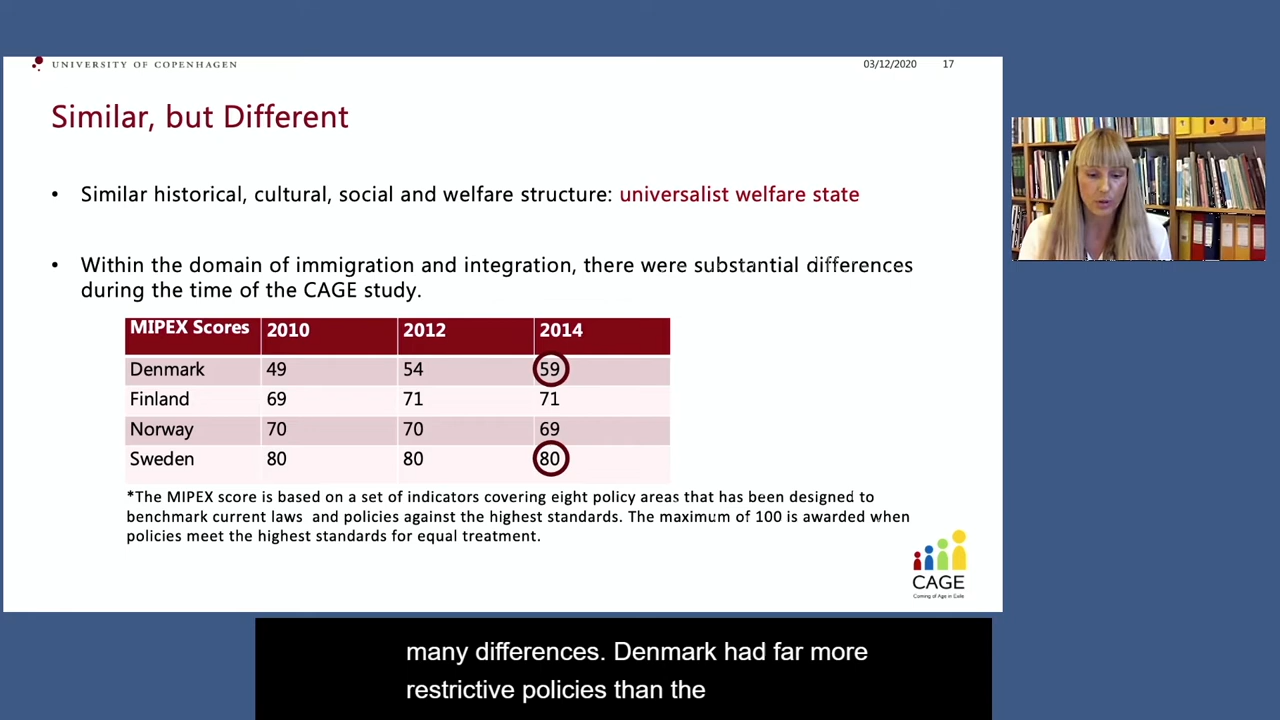 UNIVERSITY OF COPENHAGEN
03/12/2020 17
Similar, but Different
• Similar historical, cultural, social and welfare structure: universalist welfare state
• Within the domain of immigration and integration, there were substantial differences
during the time of the CAGE study.
MIPEX Scores 2010 2012 2014
Denmark 49 54 59
Finland 69 71 71
Norway 70 70 69
Sweden 80 80 80
*The MIPEX score is based on a set of indicators covering eight policy areas that has been designed to
benchmark current laws and policies against the highest standards. The maximum of 100 is awarded when
policies meet the highest standards for equal treatment.
CAGE
Coming of Age in Exile
many differences. Denmark had far more
restrictive policies than the